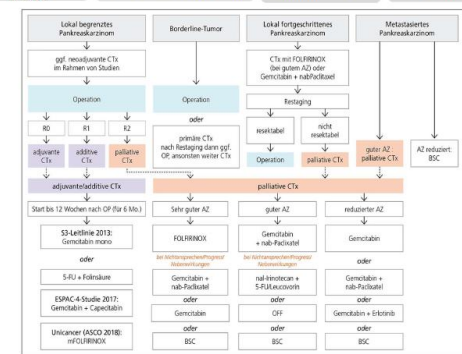 Lokal begrenztes
Pankreaskarzinom
Borderline-Tumor
Lokal fortgeschrittenes
Pankreaskarzinom
Metastasiertes
Pankreaskarzinom
ggf. neoadjuvante CTx
im Rahmen von Studien
CTx mit FOLFIRINOX
(bei gutem AZ) oder
Gemcitabin + nabPaclitaxel
Operation
Operation
Restaging
R0
R1
R2
oder
resektabel
nicht
resektabel
primäre CTx
nach Restaging dann ggf.
OP, ansonsten weiter CTx
adjuvante
CTx
additive
CTx
palliative
CTx
Operation
palliative CTx
guter AZ :
palliative CTx
AZ reduziert
BSC
adjuvante/additive CTx
palliative CTx
Start bis 12 Wochen nach OP (für 6 Mo.)
Sehr guter AZ
guter AZ
reduzierter AZ
S3-Leitlinie 2013:
Gemcitabin mono
oder
5-FU + Folinsäure
ESPAC-4-Studie 2017:
Gemcitabin + Capecitabin
Unicancer (ASCO 2018):
mFOLFIRINOX
FOLFIRINOX
Gemcitabin
+ nab-Paclixatel
Gemcitabin
bei Nichtansprechen/Progress/
Nebenwirkungen
bei Nichtansprechen/Progress/
Nebenwirkungen
Gemcitabin +
nab-Paclixatel
nal-Irinotecan +
5-FU/Leucovorin
Gemcitabin +
nab-Paclixatel
oder
oder
oder
Gemcitabin
OFF
Gemcitabin + Erlotinib
oder
oder
oder
BSC
BSC
BSC